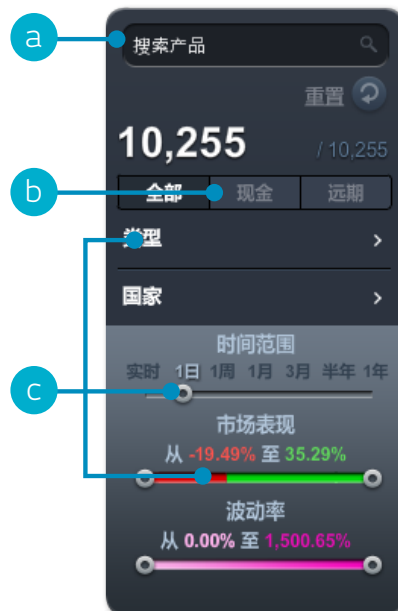 a
搜索产品
重置
10,255 / 10,255
b
全部 现金 远期
类型
国家
时间范围
实时 1日 1周 1月 3月 半年 1年
c
市场表现
从 -19.49% 至 35.29%
波动率
从 0.00% 至 1,500.65%